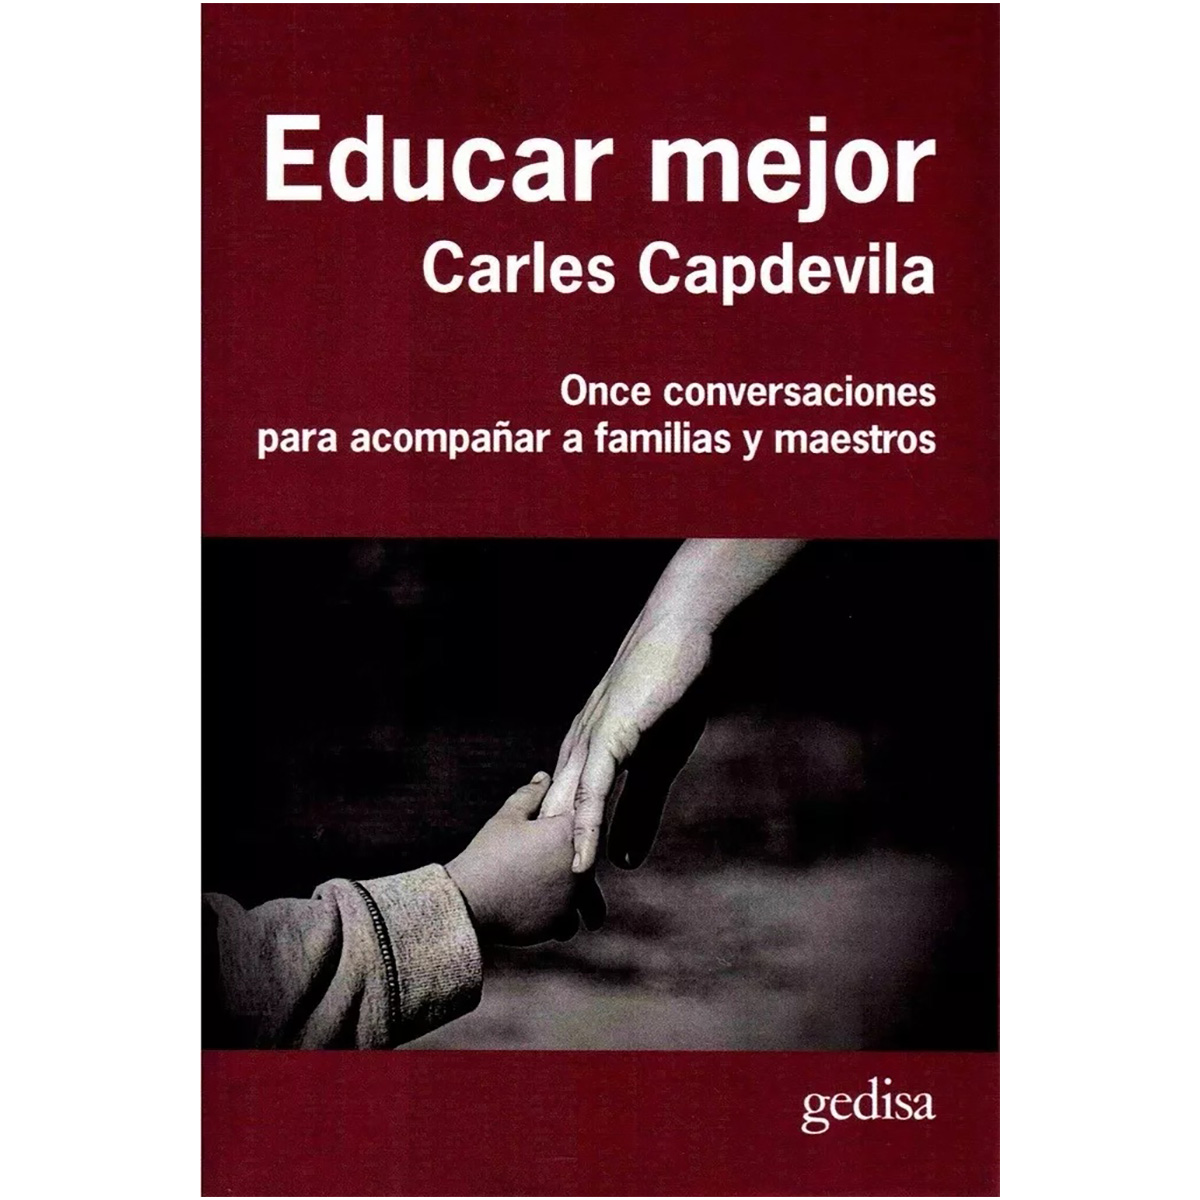 Educar mejor
Carles Capdevila
Once conversaciones
para acompañar a familias y maestros
gedisa